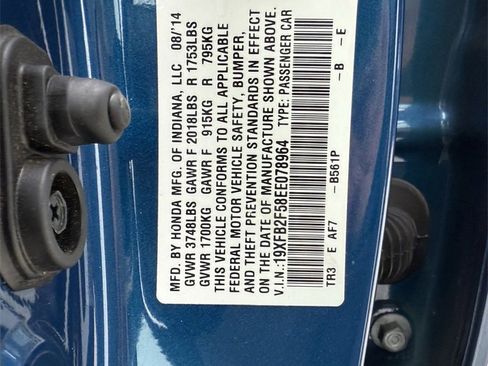 MFD. BY HONDA MFG. OF INDIANA, LLC 08/14
GVWR 3748LBS GAWR F 2018LBS R 1753LBS
GVWR 1700KG GAWR F 915KG R 795KG
THIS VEHICLE CONFORMS TO ALL APPLICABLE
FEDERAL MOTOR VEHICLE SAFETY, BUMPER,
AND THEFT PREVENTION STANDARDS IN EFFECT
ON THE DATE OF MANUFACTURE SHOWN ABOVE.
V.I.N.:19XFB2F58EE078964 TYPE: PASSENGER CAR
-B561P -B -E
TR3 E AF7